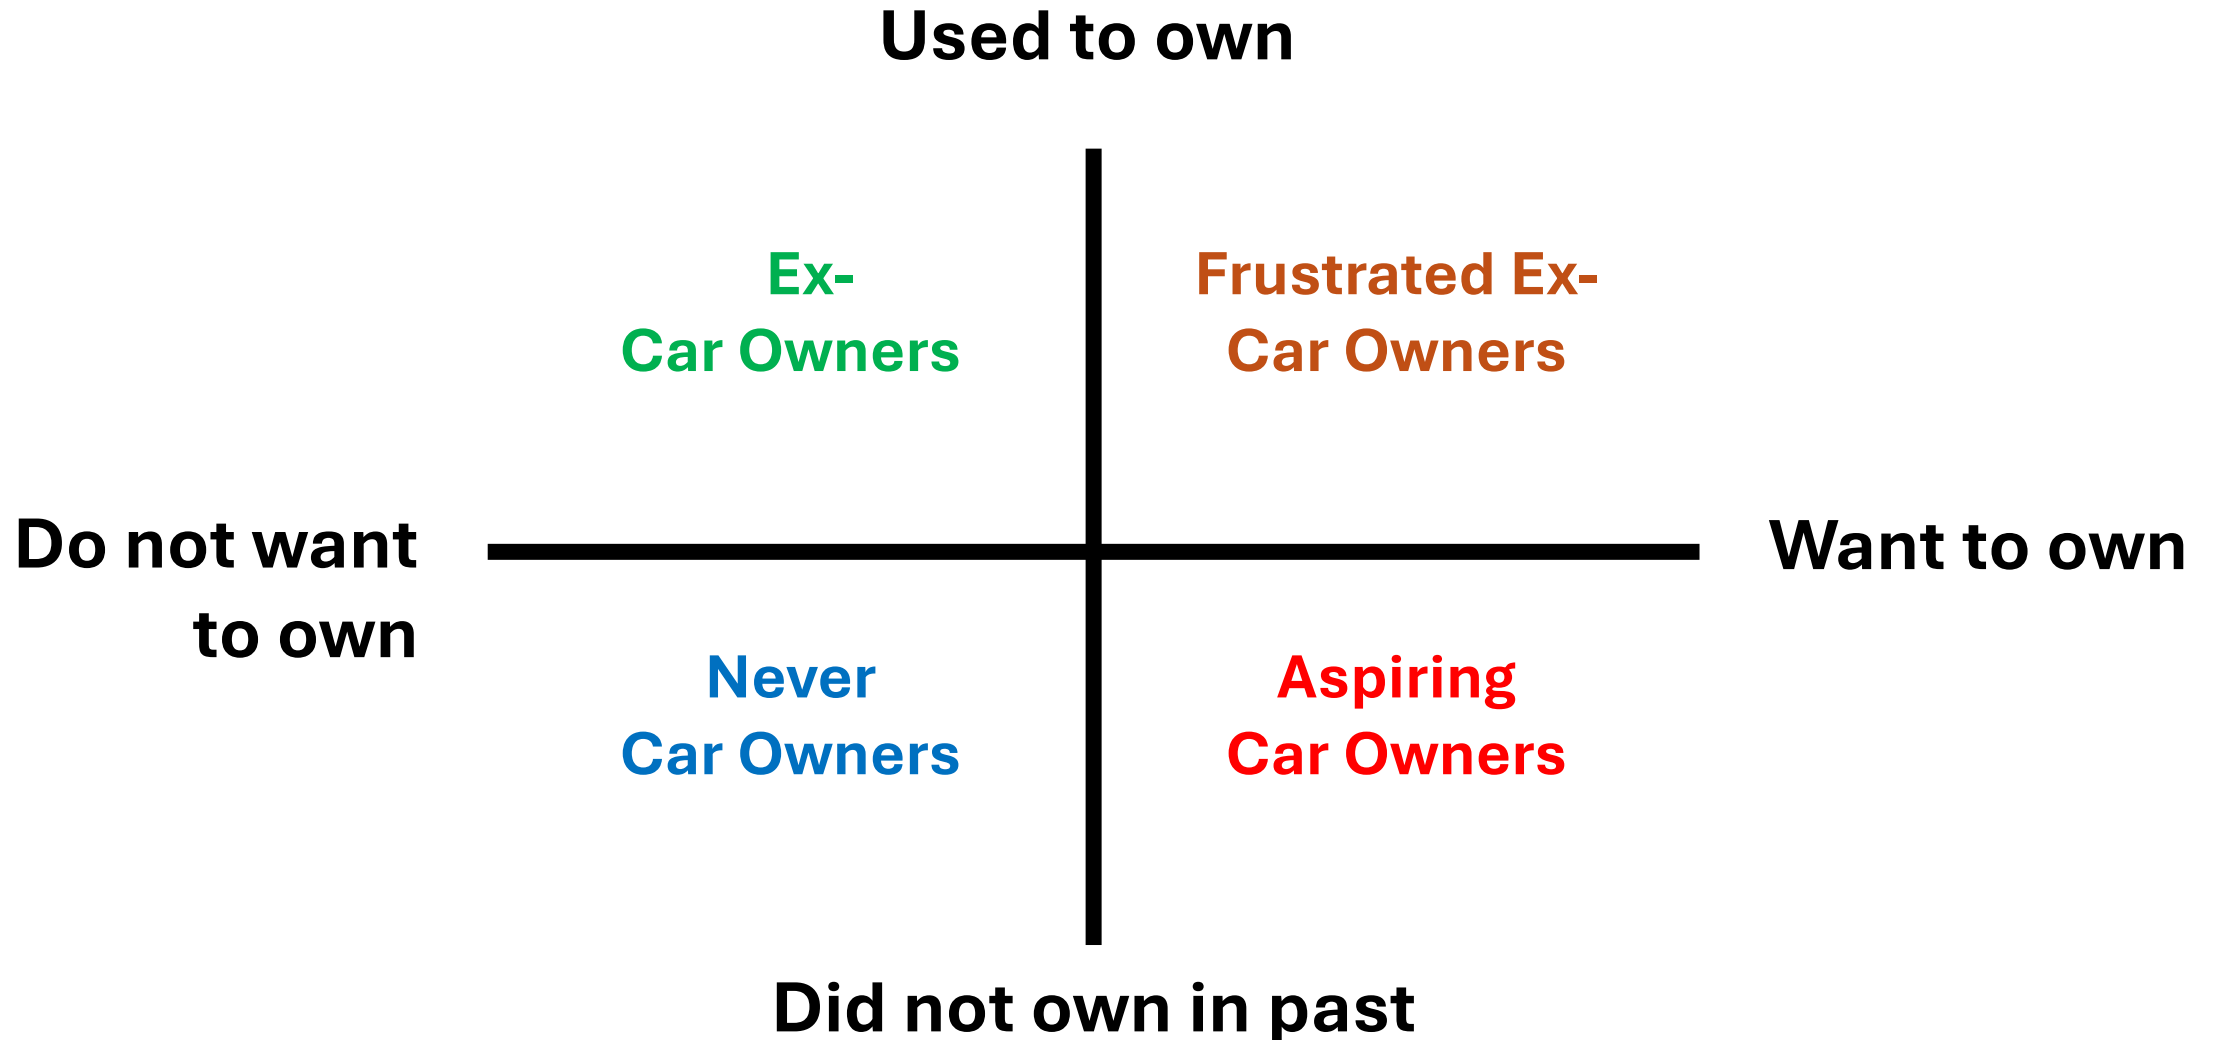 Used to own
Ex-
Car Owners
Frustrated Ex-
Car Owners
Do not want
to own
Want to own
Never
Car Owners
Aspiring
Car Owners
Did not own in past